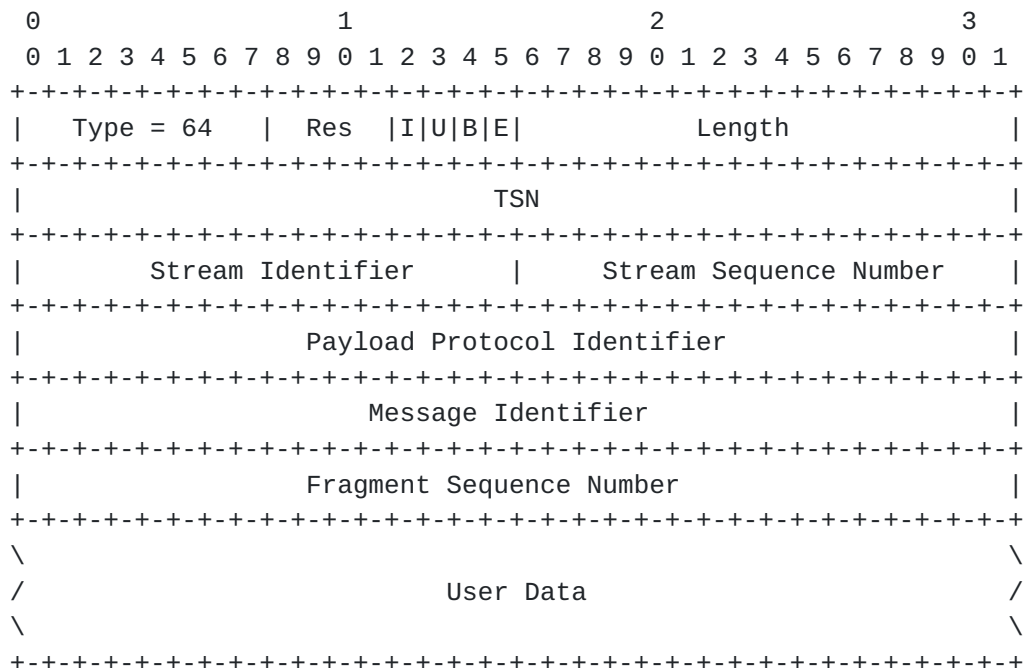 0                   1                   2                   3
 0 1 2 3 4 5 6 7 8 9 0 1 2 3 4 5 6 7 8 9 0 1 2 3 4 5 6 7 8 9 0 1
+-+-+-+-+-+-+-+-+-+-+-+-+-+-+-+-+-+-+-+-+-+-+-+-+-+-+-+-+-+-+-+-+
|   Type = 64   |  Res  |I|U|B|E|           Length              |
+-+-+-+-+-+-+-+-+-+-+-+-+-+-+-+-+-+-+-+-+-+-+-+-+-+-+-+-+-+-+-+-+
|                              TSN                              |
+-+-+-+-+-+-+-+-+-+-+-+-+-+-+-+-+-+-+-+-+-+-+-+-+-+-+-+-+-+-+-+-+
|        Stream Identifier      |     Stream Sequence Number    |
+-+-+-+-+-+-+-+-+-+-+-+-+-+-+-+-+-+-+-+-+-+-+-+-+-+-+-+-+-+-+-+-+
|                  Payload Protocol Identifier                  |
+-+-+-+-+-+-+-+-+-+-+-+-+-+-+-+-+-+-+-+-+-+-+-+-+-+-+-+-+-+-+-+-+
|                      Message Identifier                       |
+-+-+-+-+-+-+-+-+-+-+-+-+-+-+-+-+-+-+-+-+-+-+-+-+-+-+-+-+-+-+-+-+
|                  Fragment Sequence Number                     |
+-+-+-+-+-+-+-+-+-+-+-+-+-+-+-+-+-+-+-+-+-+-+-+-+-+-+-+-+-+-+-+-+
\                                                               \
/                           User Data                           /
\                                                               \
+-+-+-+-+-+-+-+-+-+-+-+-+-+-+-+-+-+-+-+-+-+-+-+-+-+-+-+-+-+-+-+-+